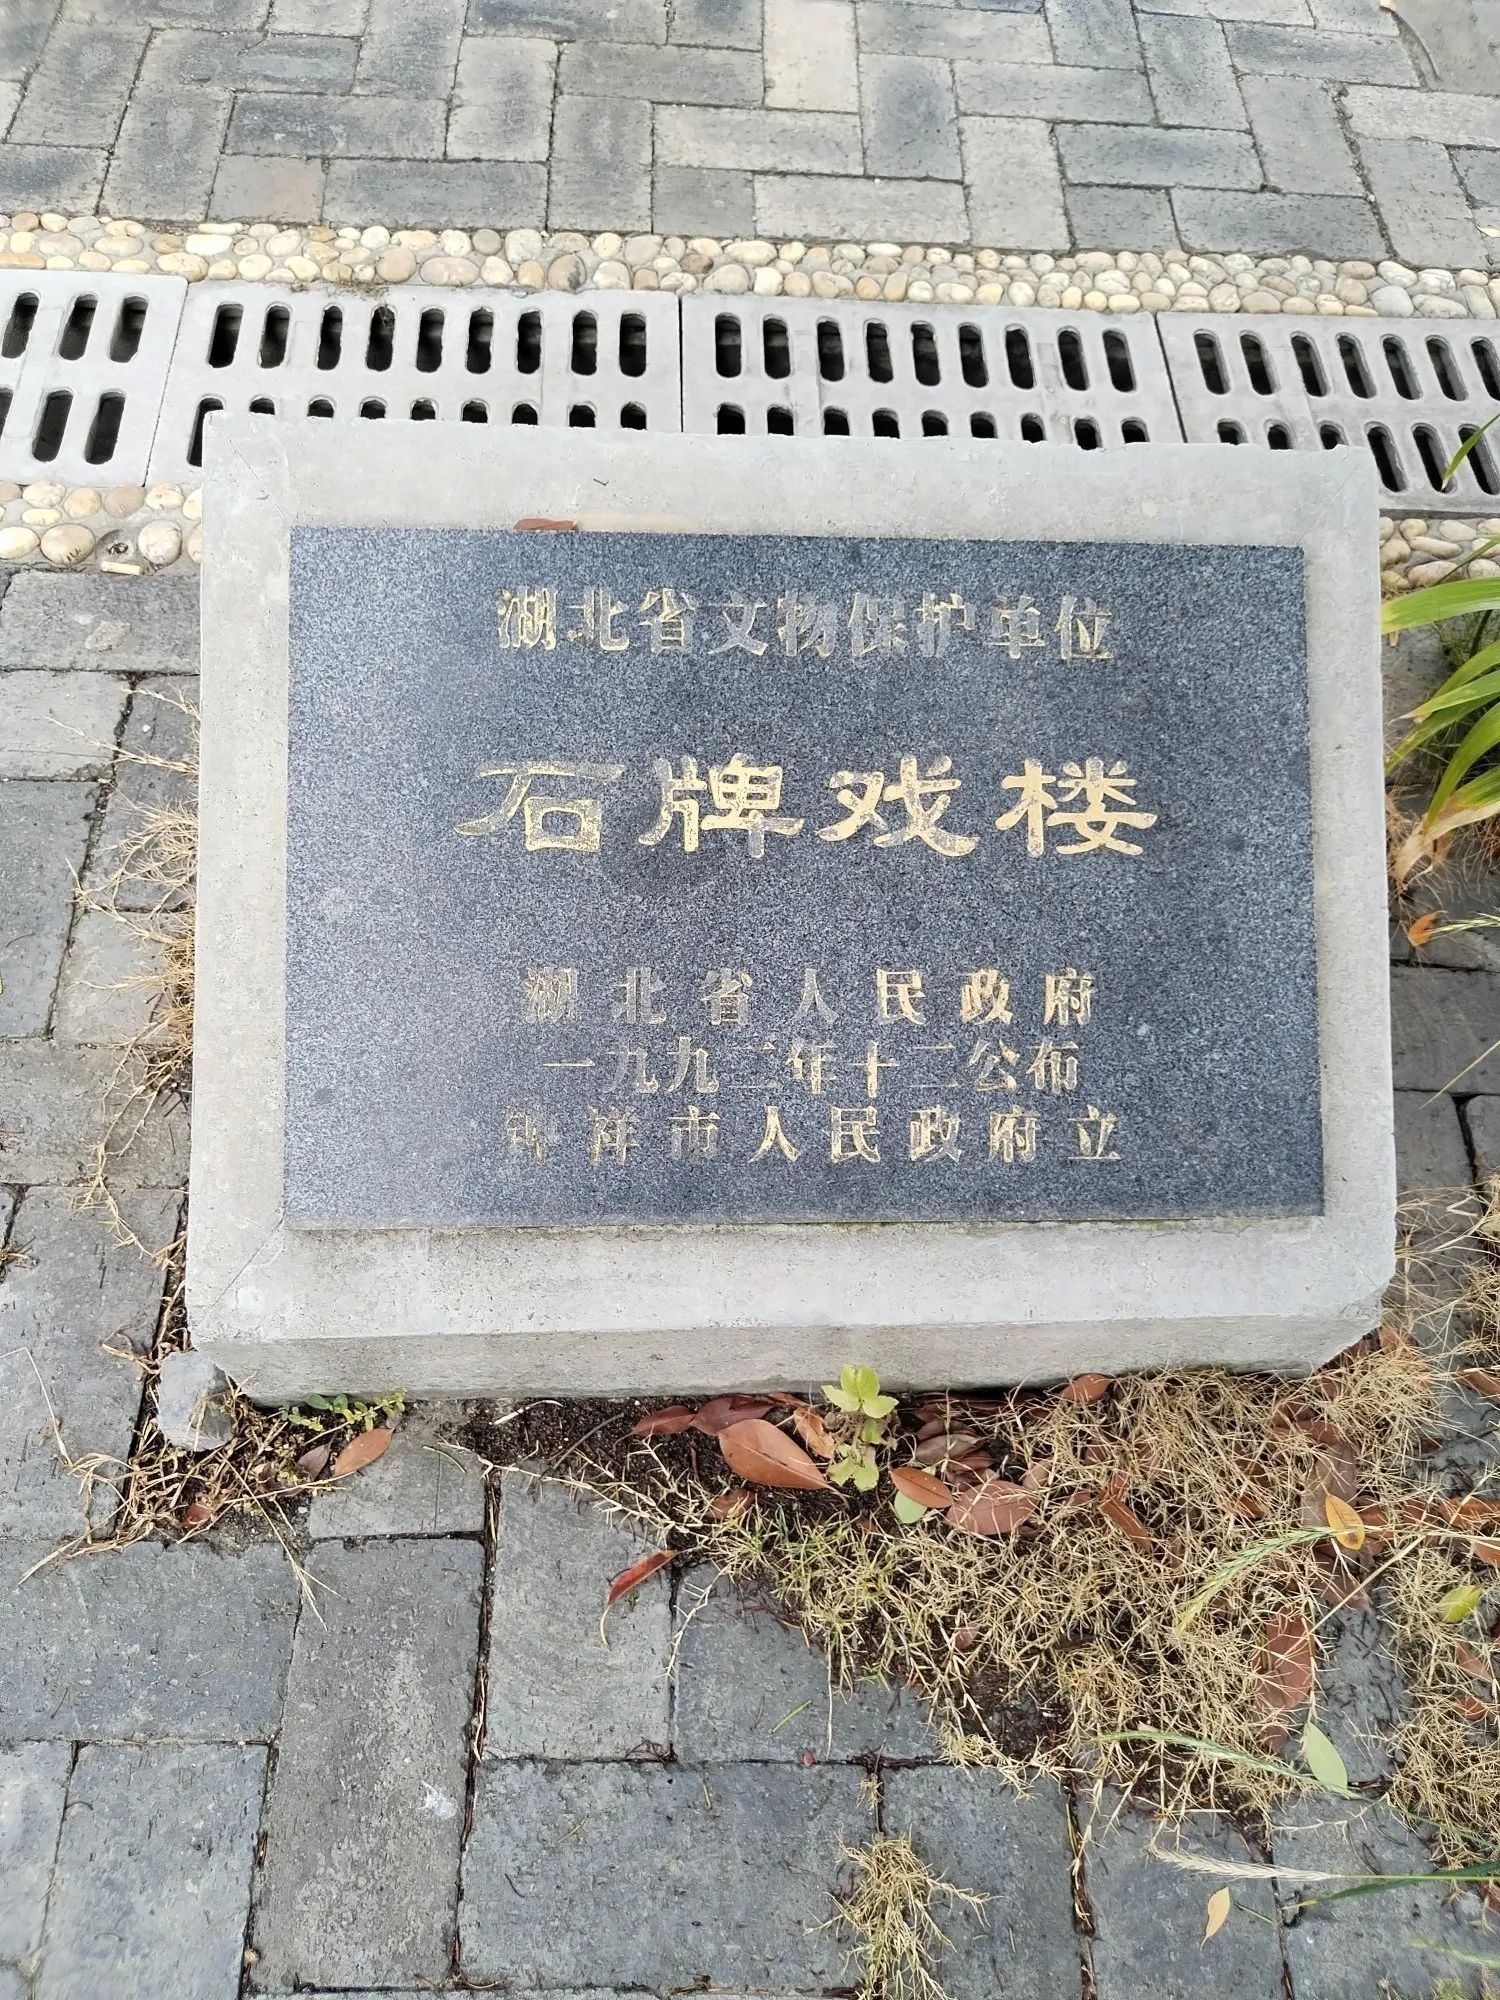 湖北省文物保护单位
石牌戏楼
湖北省人民政府
一九九二年十二公布
钟祥市人民政府立